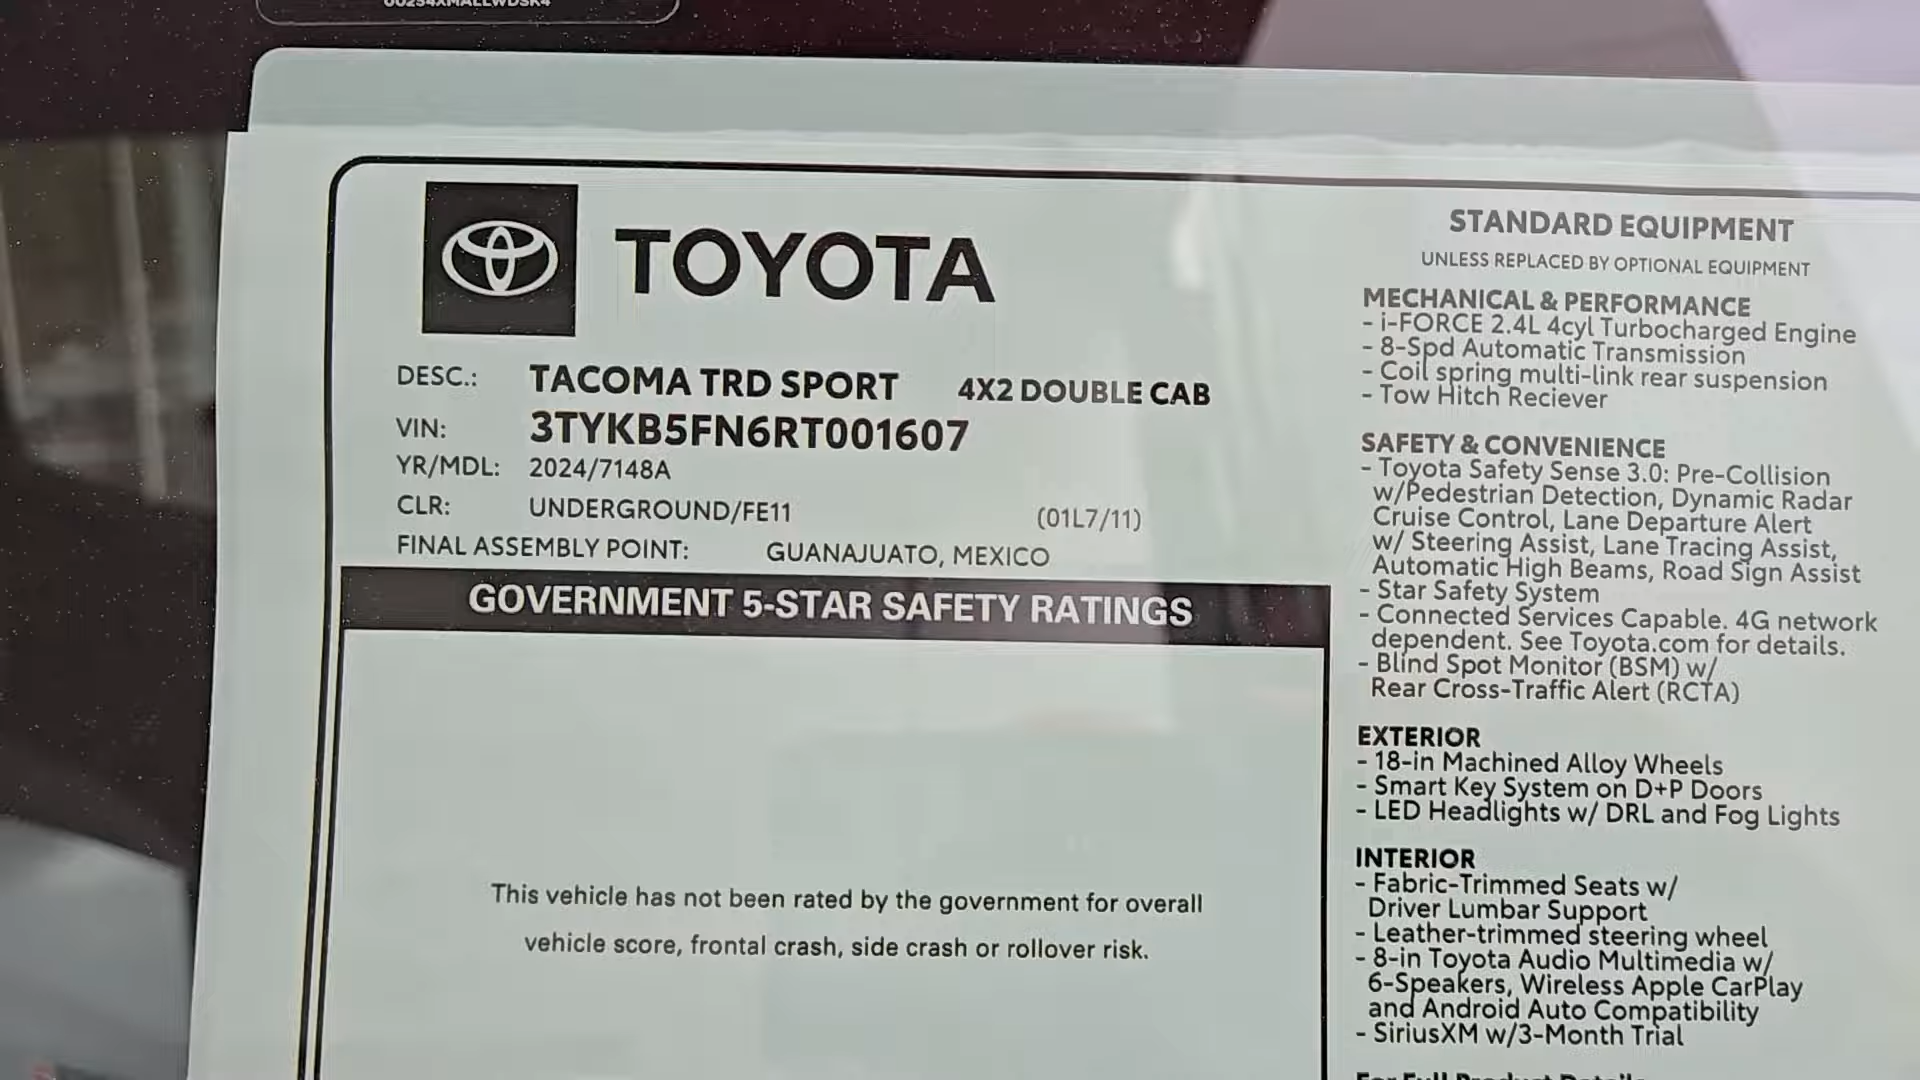 TOYOTA
DESC.: TACOMA TRD SPORT 4X2 DOUBLE CAB
VIN: 3TYKB5FN6RT001607
YR/MDL: 2024/7148A
CLR: UNDERGROUND/FE11 (01L7/11)
FINAL ASSEMBLY POINT: GUANAJUATO, MEXICO
GOVERNMENT 5-STAR SAFETY RATINGS
This vehicle has not been rated by the government for overall
vehicle score, frontal crash, side crash or rollover risk.
STANDARD EQUIPMENT
UNLESS REPLACED BY OPTIONAL EQUIPMENT
MECHANICAL & PERFORMANCE
- i-FORCE 2.4L 4cyl Turbocharged Engine
- 8-Spd Automatic Transmission
- Coil spring multi-link rear suspension
- Tow Hitch Reciever
SAFETY & CONVENIENCE
- Toyota Safety Sense 3.0: Pre-Collision
w/Pedestrian Detection, Dynamic Radar
Cruise Control, Lane Departure Alert
w/ Steering Assist, Lane Tracing Assist,
Automatic High Beams, Road Sign Assist
- Star Safety System
- Connected Services Capable. 4G network
dependent. See Toyota.com for details.
- Blind Spot Monitor (BSM) w/
Rear Cross-Traffic Alert (RCTA)
EXTERIOR
- 18-in Machined Alloy Wheels
- Smart Key System on D+P Doors
- LED Headlights w/ DRL and Fog Lights
INTERIOR
- Fabric-Trimmed Seats w/
Driver Lumbar Support
- Leather-trimmed steering wheel
- 8-in Toyota Audio Multimedia w/
6-Speakers, Wireless Apple CarPlay
and Android Auto Compatibility
- SiriusXM w/3-Month Trial
For Full Product Details